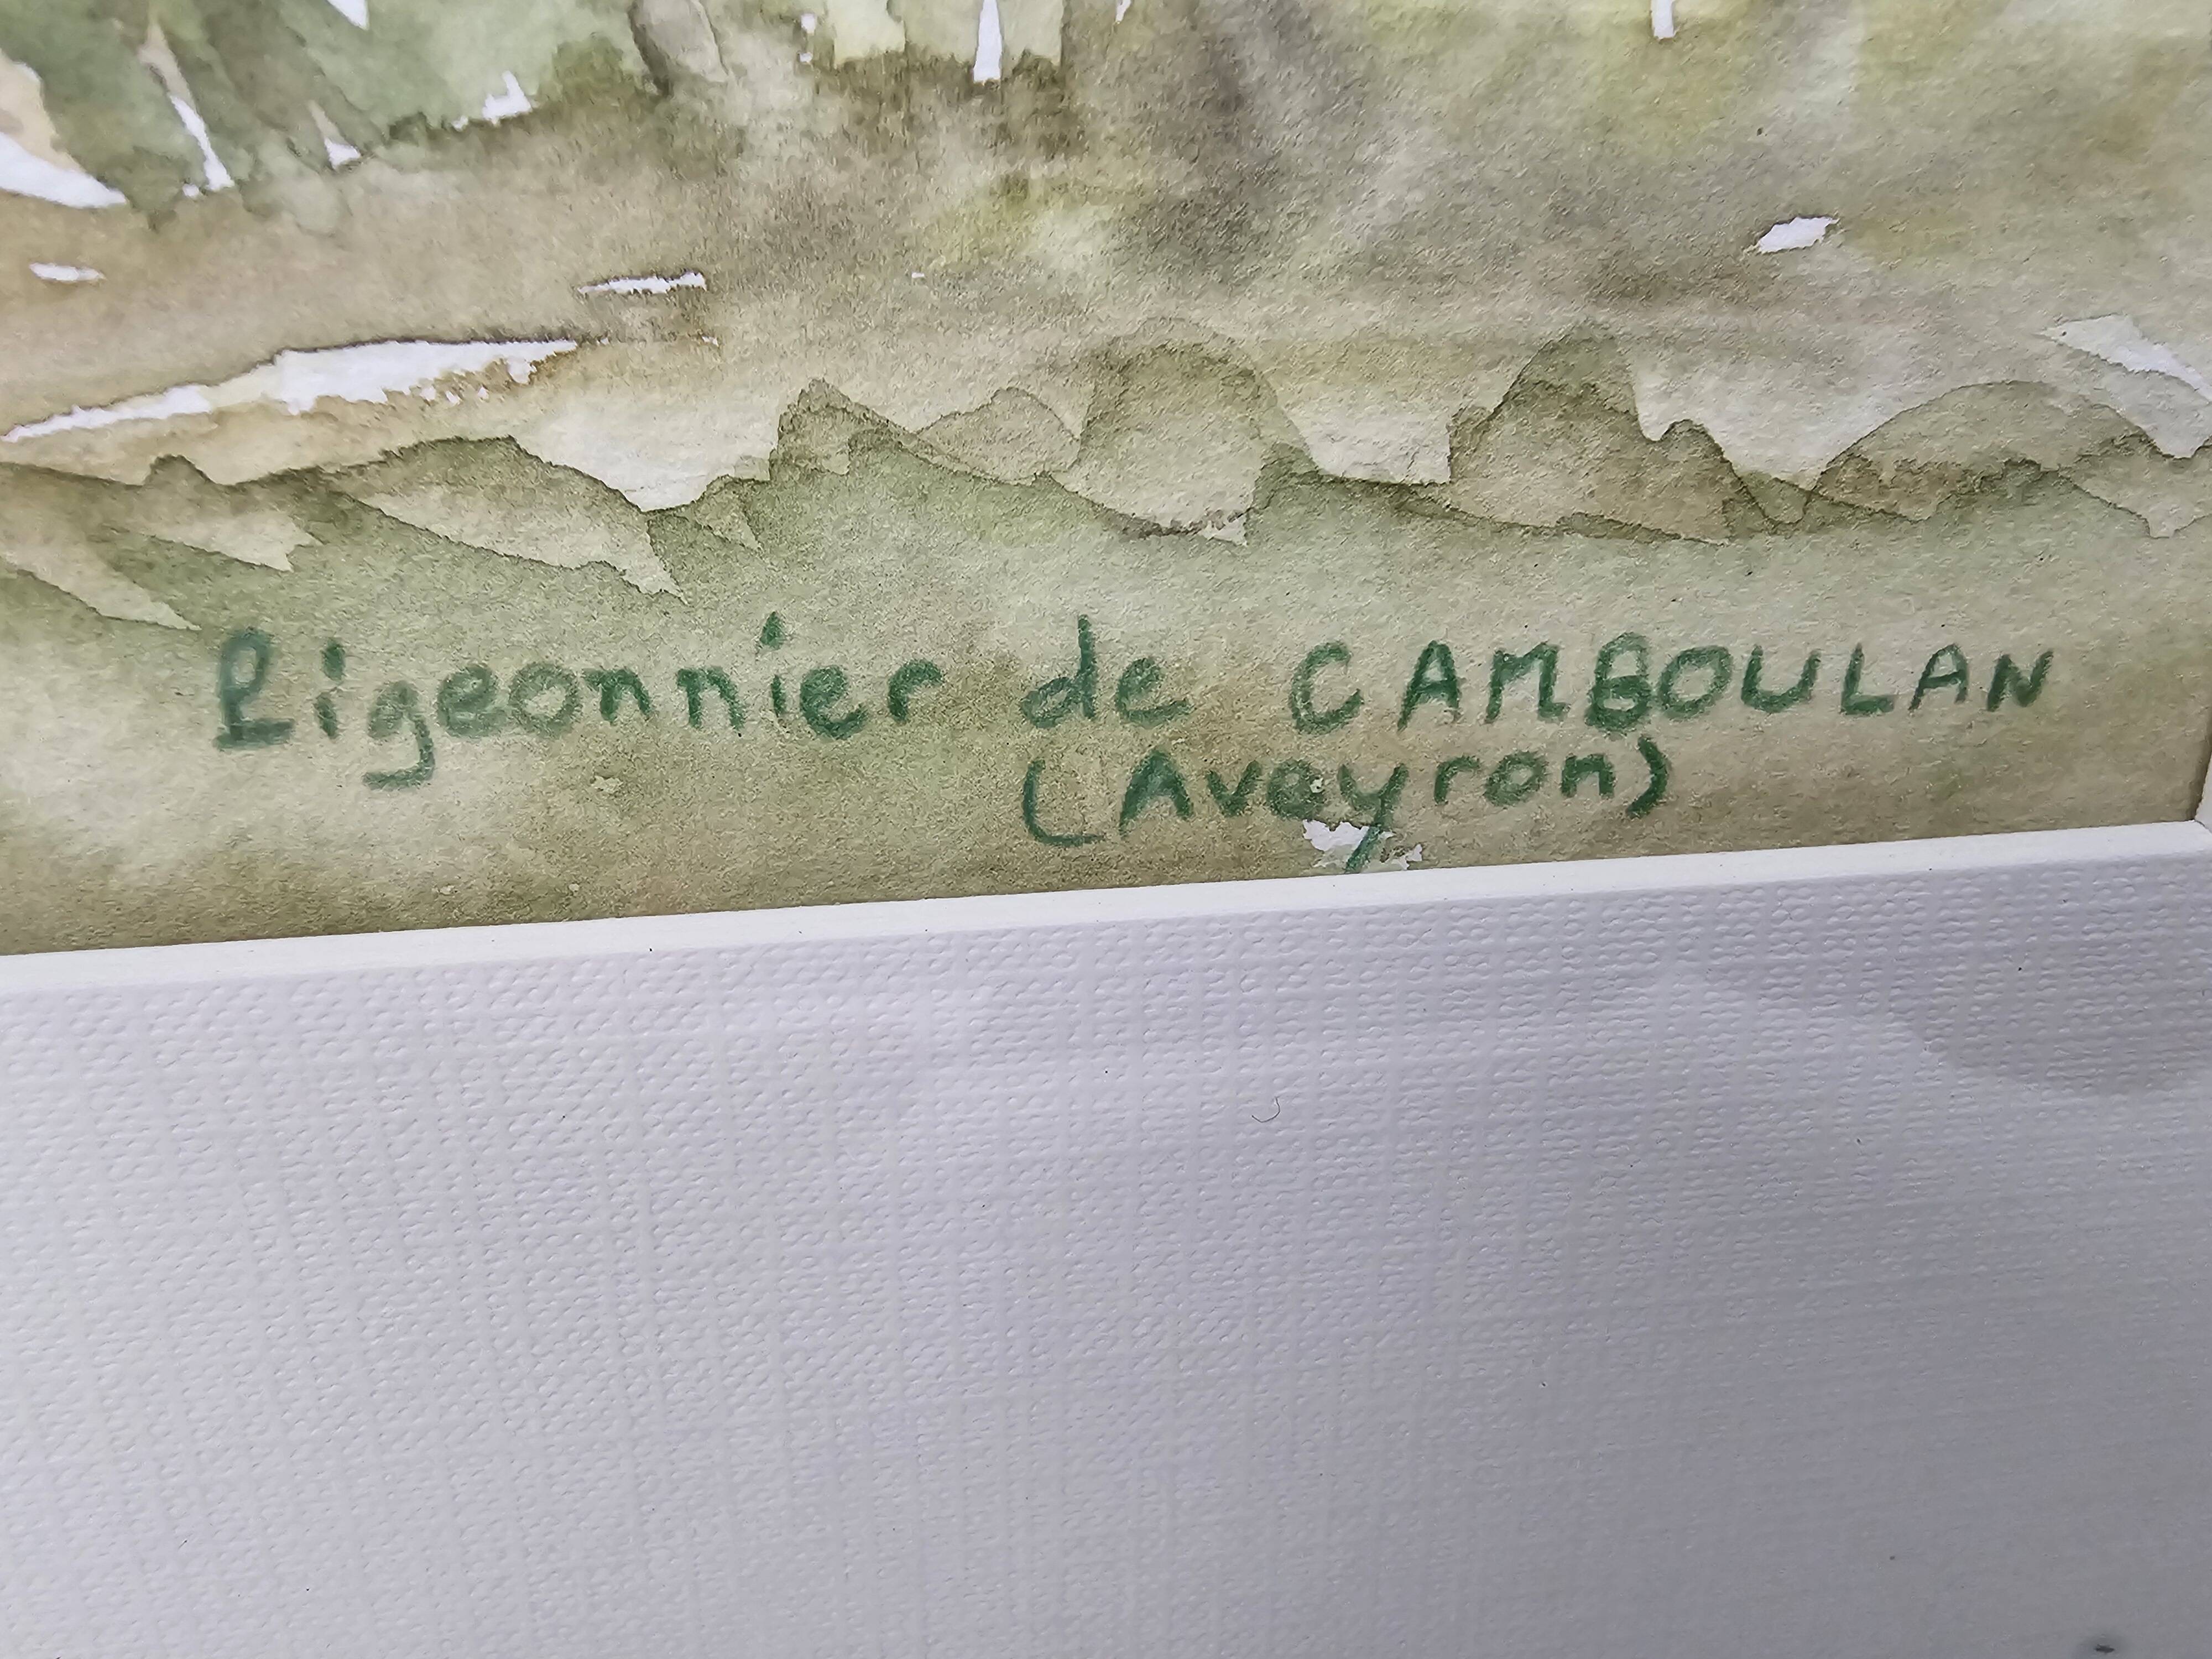 Pigeonnier de CAMBOULAN
(Aveyron)